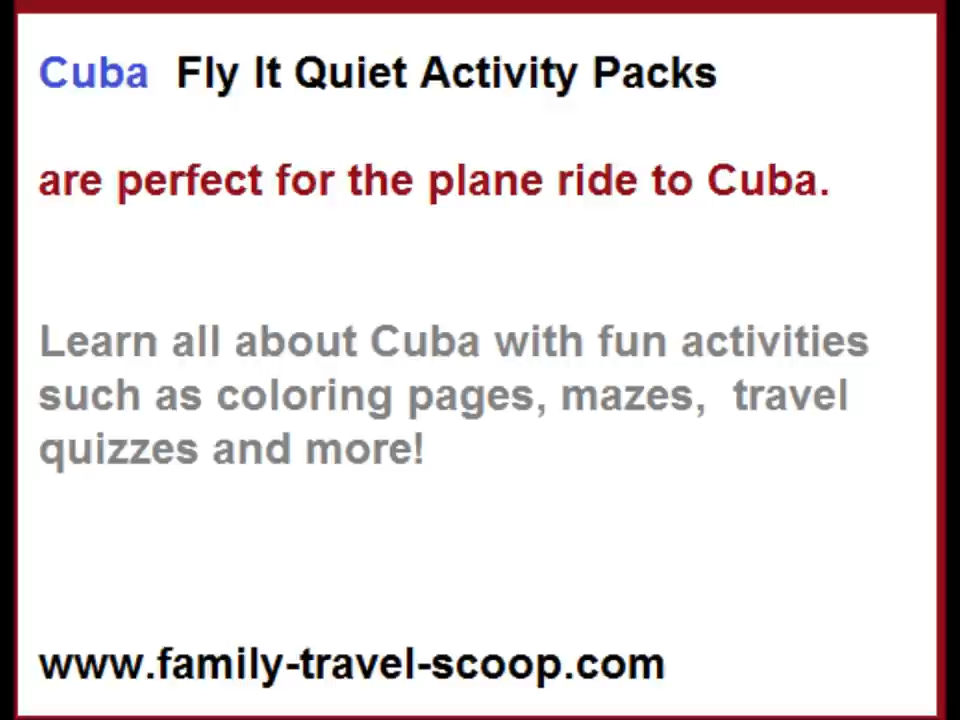 Cuba  Fly It Quiet Activity Packs
are perfect for the plane ride to Cuba.
Learn all about Cuba with fun activities
such as coloring pages, mazes,  travel
quizzes and more!
www.family-travel-scoop.com